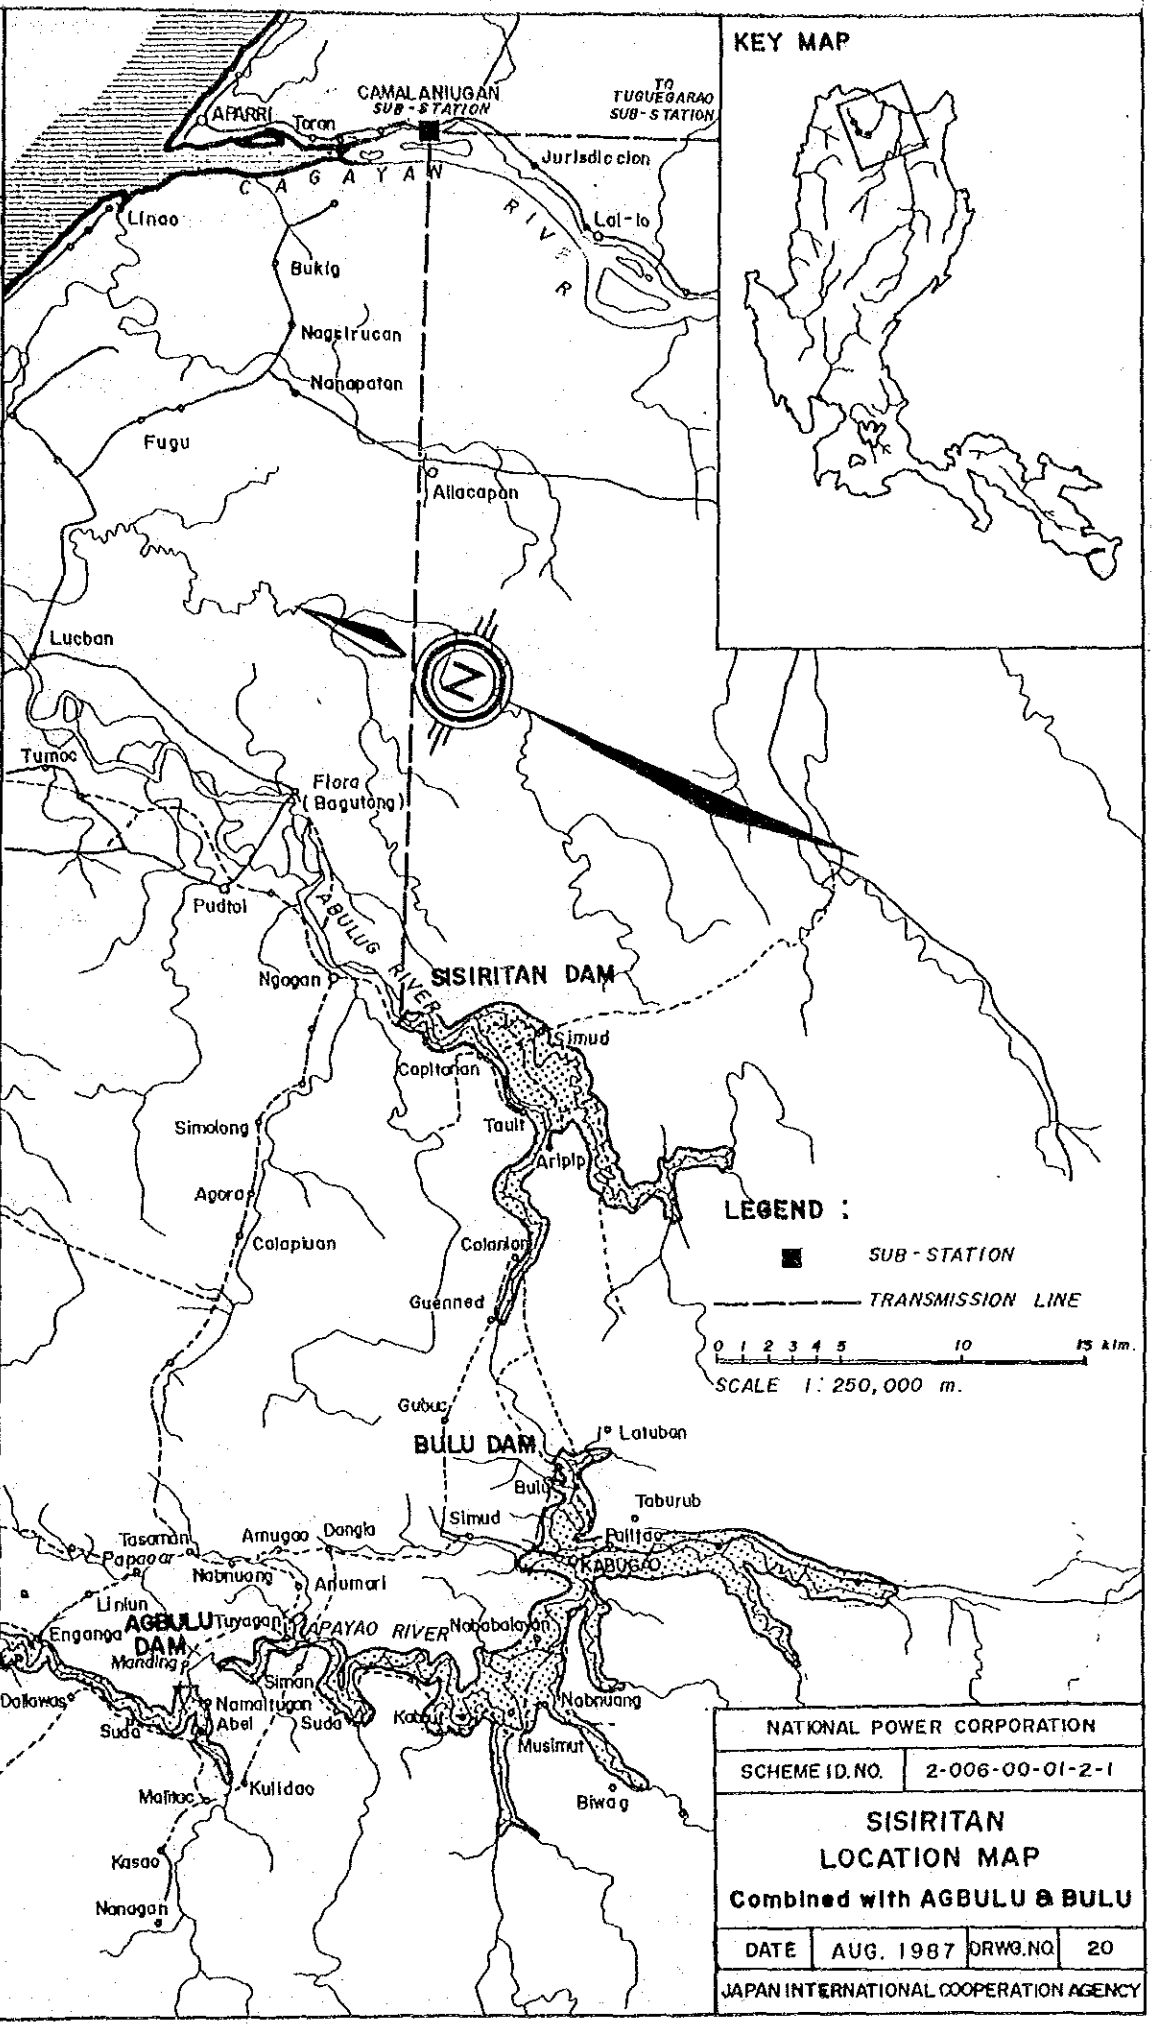 KEY MAP
CAMALANIUGAN
SUB-STATION
TO
TUGUEGARAO
SUB-STATION
APARRI
Toran
Jurisdiccion
CAGAYAN
RIVER
Linao
Lal-lo
Bukig
Nagsirucan
Nanapatan
Fugu
Allacapan
Lucban
N
Tumoc
Flora
(Bagutong)
Pudtol
ABULUG RIVER
Ngagan
SISIRITAN DAM
Simud
Capitanan
Tault
Simolong
Aripip
Agora
LEGEND :
Calapiuan
Calanlan
SUB-STATION
Guenned
TRANSMISSION LINE
0 1 2 3 4 5 10 15 klm.
SCALE 1:250,000 m.
Gubuc
BULU DAM
Latuban
Bulu
Taburub
Simud
Tasaman
Amugao
Dangla
Papaoar
Palitao
KABUGAO
Nabnuang
Anumari
Linlun
Enganga
AGBULU
DAM
Tuyagan
APAYAO RIVER
Nababalayan
Manding
Siman
Dallawas
Namaltugan
Nabnuang
Suda
Abel
Suda
Musimut
Malitac
Kulidao
Biwag
Kasao
Nanagan
NATIONAL POWER CORPORATION
SCHEME ID.NO. 2-006-00-01-2-1
SISIRITAN
LOCATION MAP
Combined with AGBULU & BULU
DATE AUG. 1987 DRWG.NO. 20
JAPAN INTERNATIONAL COOPERATION AGENCY